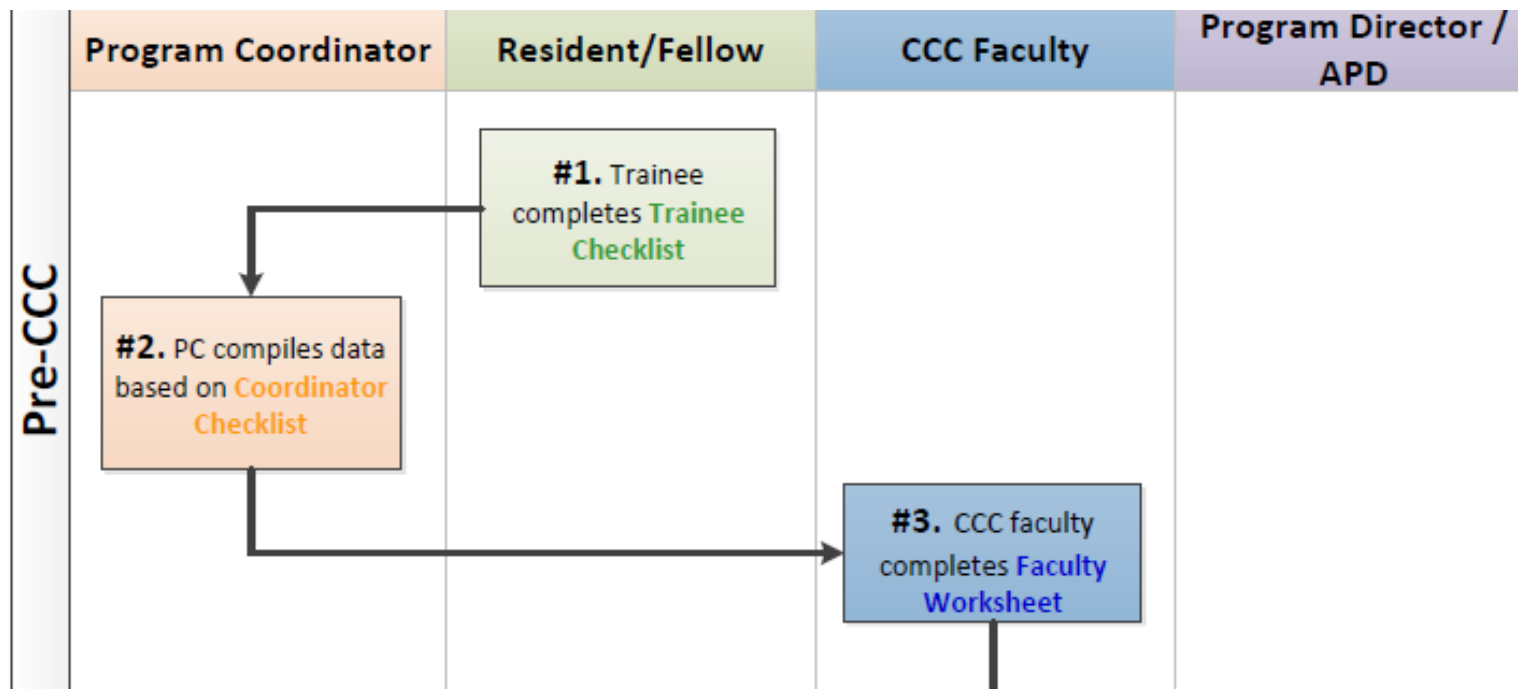 Program Coordinator
Resident/Fellow
CCC Faculty
Program Director /
APD
Pre-CCC
#1. Trainee
completes Trainee
Checklist
#2. PC compiles data
based on Coordinator
Checklist
#3. CCC faculty
completes Faculty
Worksheet